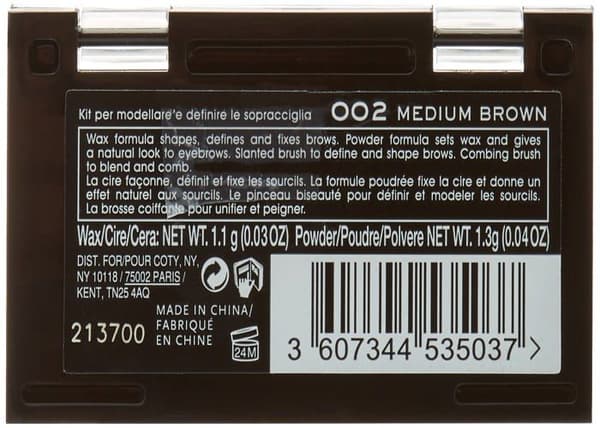 Kit per modellare e definire le sopracciglia 002 MEDIUM BROWN
Wax formula shapes, defines and fixes brows. Powder formula sets wax and gives
a natural look to eyebrows. Slanted brush to define and shape brows. Combing brush
to blend and comb.
La cire façonne, définit et fixe les sourcils. La formule poudrée fixe la cire et donne un
effet naturel aux sourcils. Le pinceau biseauté pour définir et modeler les sourcils.
La brosse coiffante pour unifier et peigner.
Wax/Cire/Cera: NET WT. 1.1 g (0.03 OZ) Powder/Poudre/Polvere NET WT. 1.3g (0.04 OZ)
DIST. FOR/POUR COTY, NY,
NY 10118 / 75002 PARIS /
KENT, TN25 4AQ
MADE IN CHINA/
FABRIQUÉ
EN CHINE
213700
24M
3 607344 535037 >